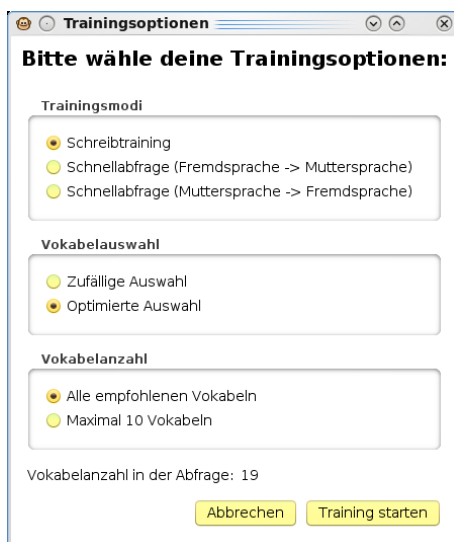 Trainingsoptionen
Bitte wähle deine Trainingsoptionen:
Trainingsmodi
Schreibtraining
Schnellabfrage (Fremdsprache -> Muttersprache)
Schnellabfrage (Muttersprache -> Fremdsprache)
Vokabelauswahl
Zufällige Auswahl
Optimierte Auswahl
Vokabelanzahl
Alle empfohlenen Vokabeln
Maximal 10 Vokabeln
Vokabelanzahl in der Abfrage: 19
Abbrechen Training starten